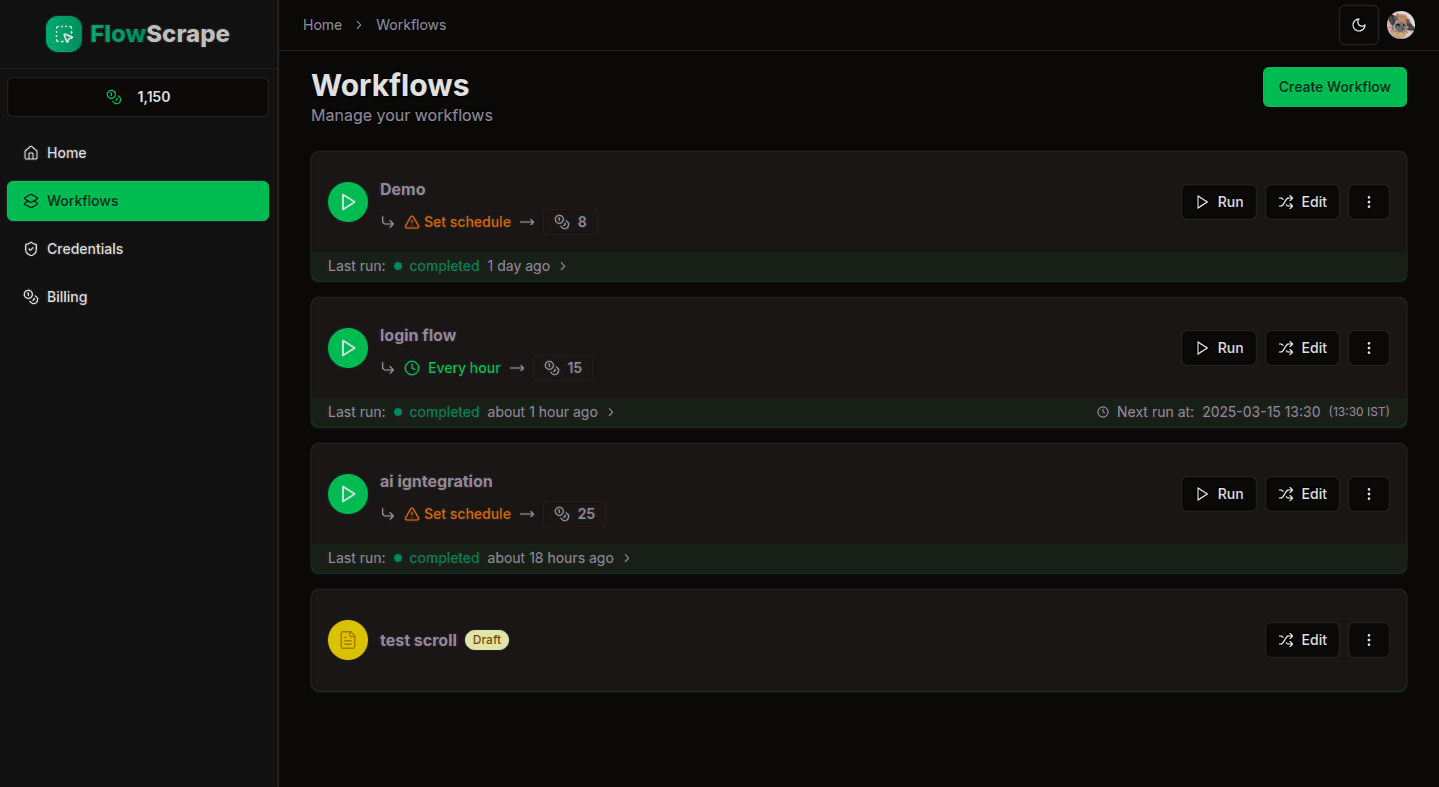 FlowScrape
1,150
Home
Workflows
Credentials
Billing
Home > Workflows
Workflows
Manage your workflows
Create Workflow
Demo
Set schedule 8
Run Edit
Last run: completed 1 day ago
login flow
Every hour 15
Run Edit
Last run: completed about 1 hour ago
Next run at: 2025-03-15 13:30 (13:30 IST)
ai igntegration
Set schedule 25
Run Edit
Last run: completed about 18 hours ago
test scroll Draft
Edit